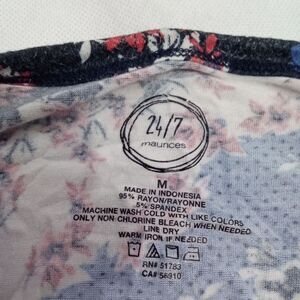 24/7
maurices
M
MADE IN INDONESIA
95% RAYON/RAYONNE
5% SPANDEX
MACHINE WASH COLD WITH LIKE COLORS
ONLY NON-CHLORINE BLEACH WHEN NEEDED
LINE DRY
WARM IRON IF NEEDED
RN# 51783
CA# 56910